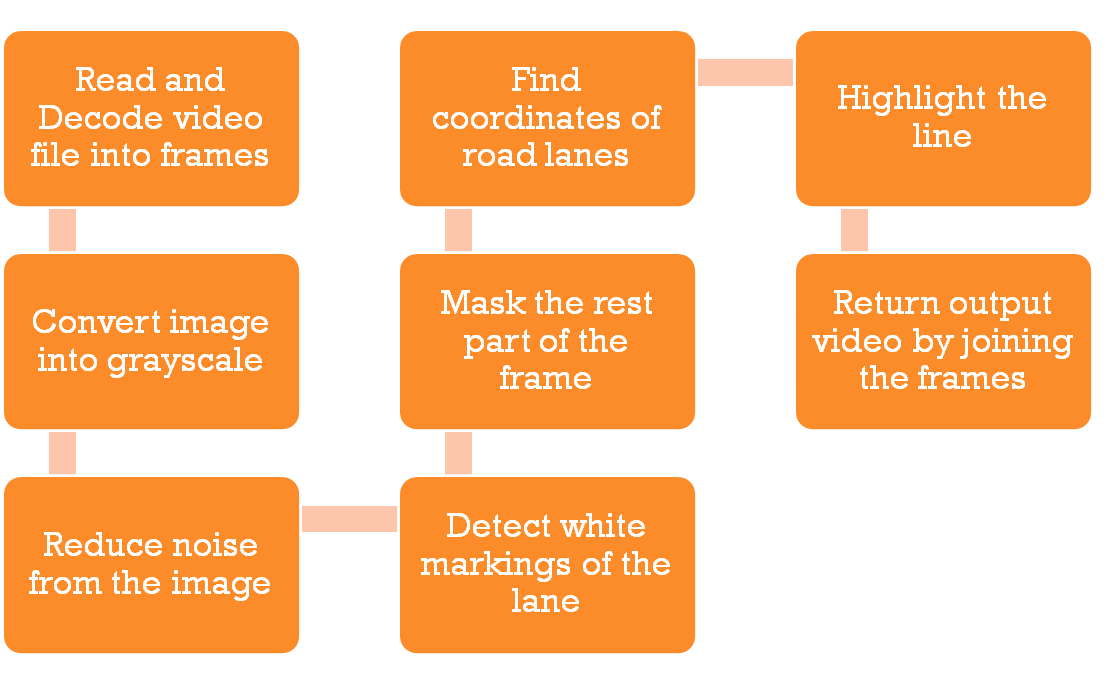 Read and
Decode video
file into frames
Convert image
into grayscale
Reduce noise
from the image
Detect white
markings of the
lane
Mask the rest
part of the
frame
Find
coordinates of
road lanes
Highlight the
line
Return output
video by joining
the frames